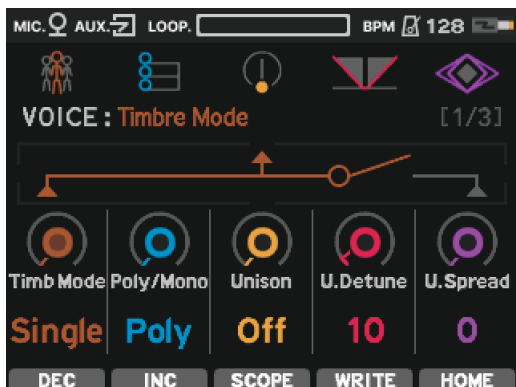 MIC. AUX. LOOP. BPM 128
VOICE : Timbre Mode [1/3]
Timb Mode Poly/Mono Unison U.Detune U.Spread
Single Poly Off 10 0
DEC INC SCOPE WRITE HOME